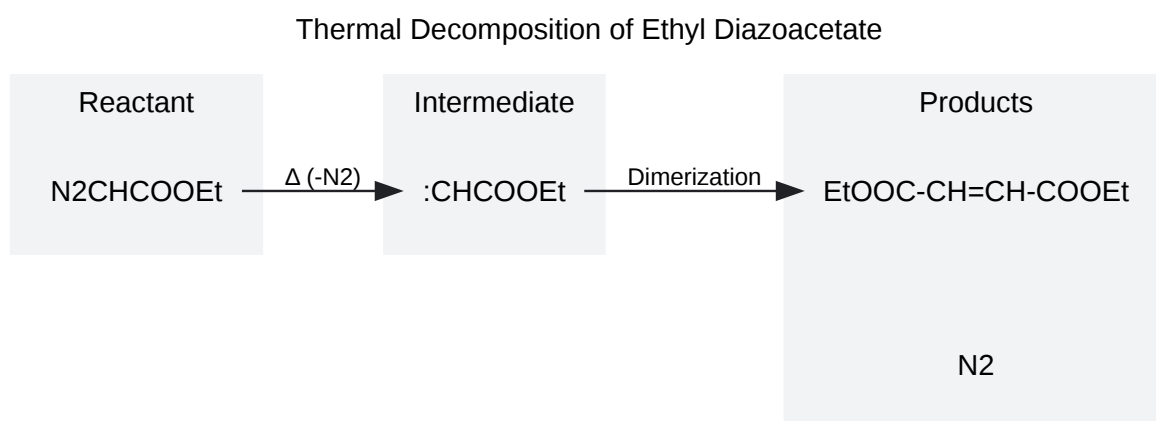 Thermal Decomposition of Ethyl Diazoacetate
Reactant
Intermediate
Products
N2CHCOOEt
Δ (-N2)
:CHCOOEt
Dimerization
EtOOC-CH=CH-COOEt
N2